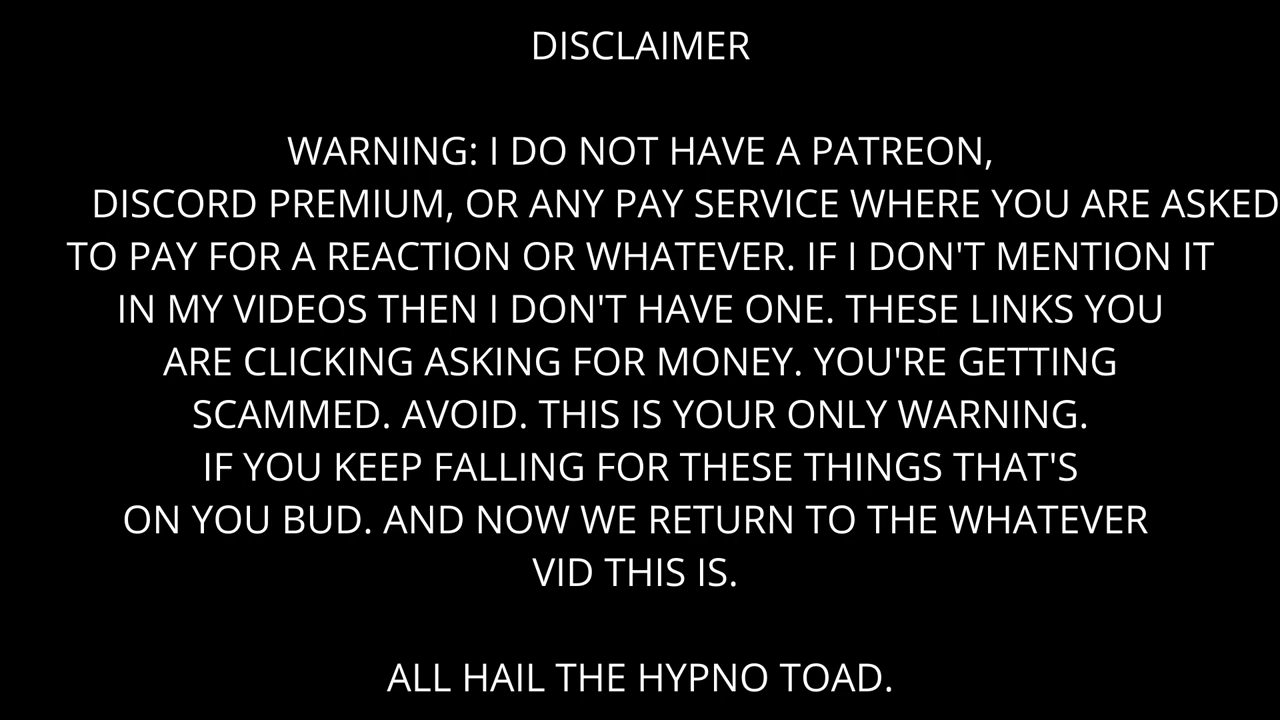 DISCLAIMER
WARNING: I DO NOT HAVE A PATREON,
DISCORD PREMIUM, OR ANY PAY SERVICE WHERE YOU ARE ASKED
TO PAY FOR A REACTION OR WHATEVER. IF I DON'T MENTION IT
IN MY VIDEOS THEN I DON'T HAVE ONE. THESE LINKS YOU
ARE CLICKING ASKING FOR MONEY. YOU'RE GETTING
SCAMMED. AVOID. THIS IS YOUR ONLY WARNING.
IF YOU KEEP FALLING FOR THESE THINGS THAT'S
ON YOU BUD. AND NOW WE RETURN TO THE WHATEVER
VID THIS IS.
ALL HAIL THE HYPNO TOAD.